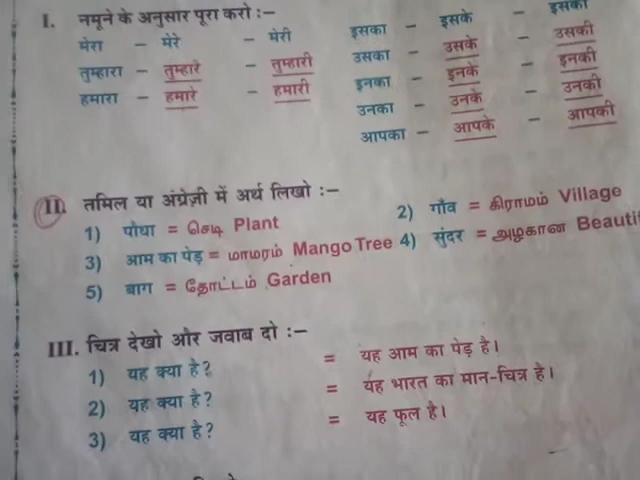 I. नमूने के अनुसार पूरा करो :–
मेरा – मेरे – मेरी
तुम्हारा – तुम्हारे – तुम्हारी
हमारा – हमारे – हमारी
इसका – इसके – इसकी
उसका – उसके – उसकी
इनका – इनके – इनकी
उनका – उनके – उनकी
आपका – आपके – आपकी
II. तमिल या अंग्रेज़ी में अर्थ लिखो :–
1) पौधा = செடி Plant
2) गाँव = கிராமம் Village
3) आम का पेड़ = மாமரம் Mango Tree
4) सुंदर = அழகான Beauti
5) बाग = தோட்டம் Garden
III. चित्र देखो और जवाब दो :–
1) यह क्या है? = यह आम का पेड़ है।
2) यह क्या है? = यह भारत का मान-चित्र है।
3) यह क्या है? = यह फूल है।